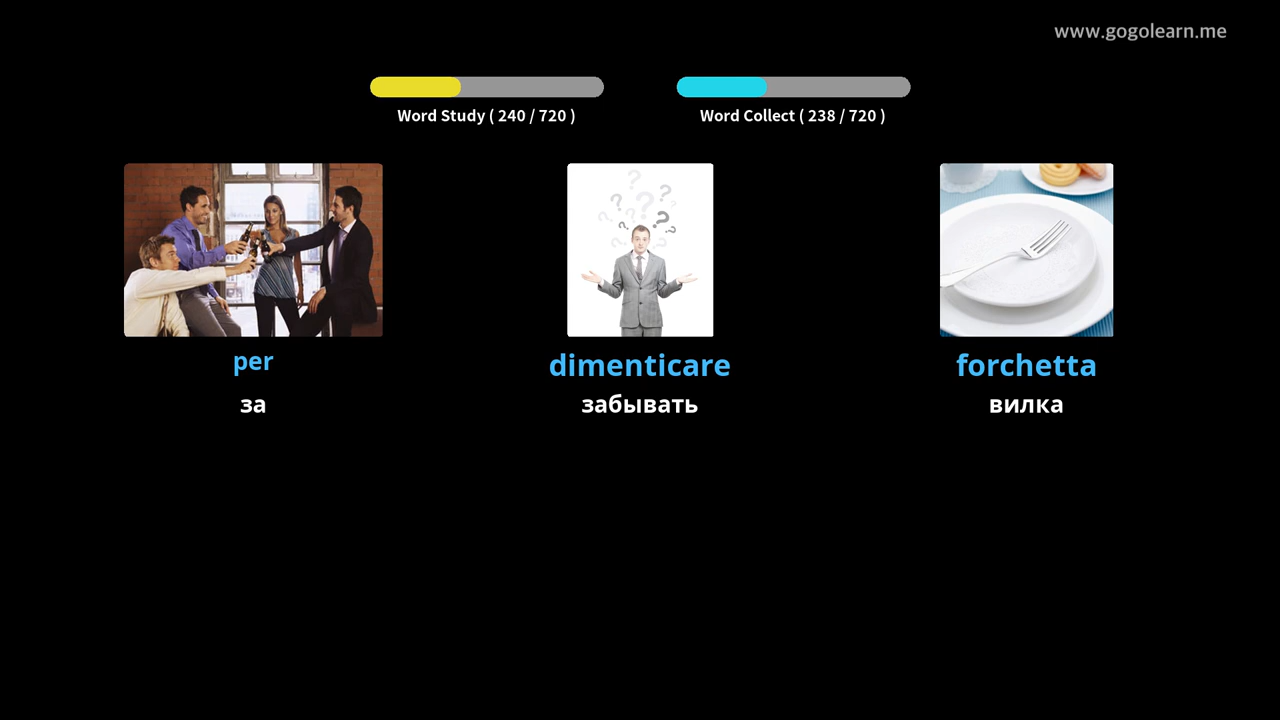 www.gogolearn.me
Word Study ( 240 / 720 )
Word Collect ( 238 / 720 )
per
dimenticare
forchetta
за
забывать
вилка